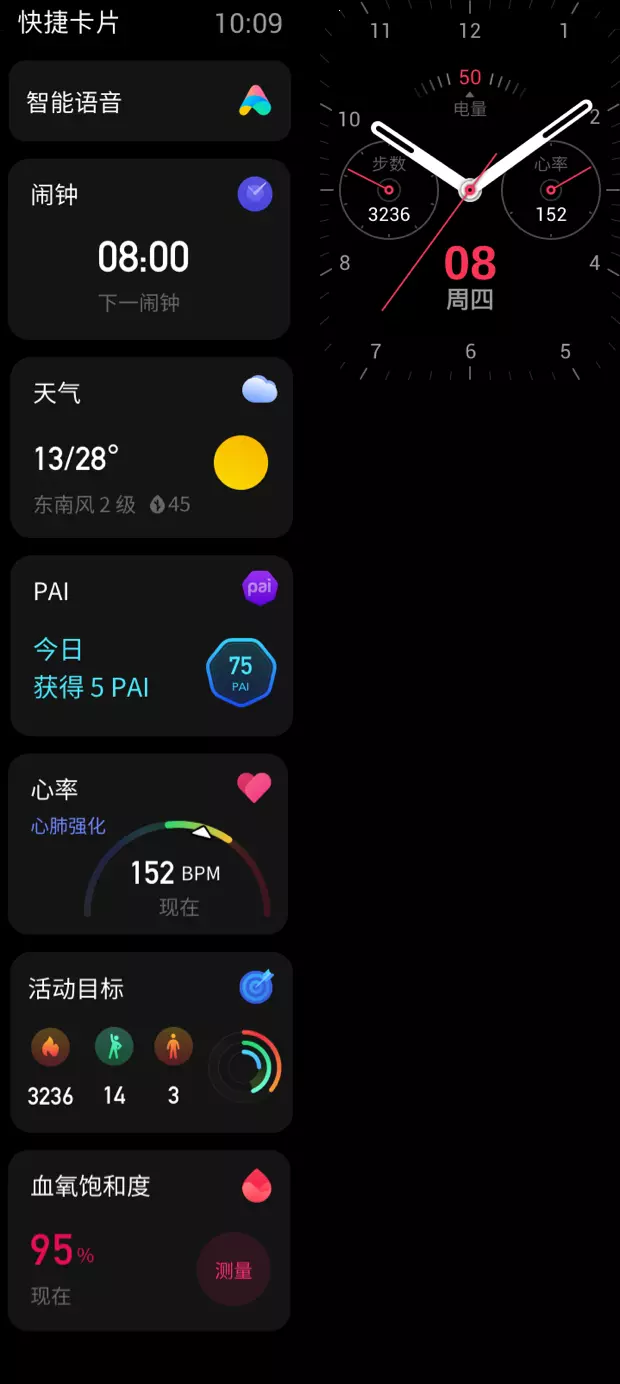 快捷卡片 10:09
智能语音
闹钟
08:00
下一闹钟
天气
13/28°
东南风 2 级 45
PAI
pai
今日
获得 5 PAI
75
PAI
心率
心肺强化
152 BPM
现在
活动目标
3236 14 3
血氧饱和度
95%
现在
测量
11 12 1
50
电量
10 2
步数 心率
3236 152
08
周四
8 4
7 6 5